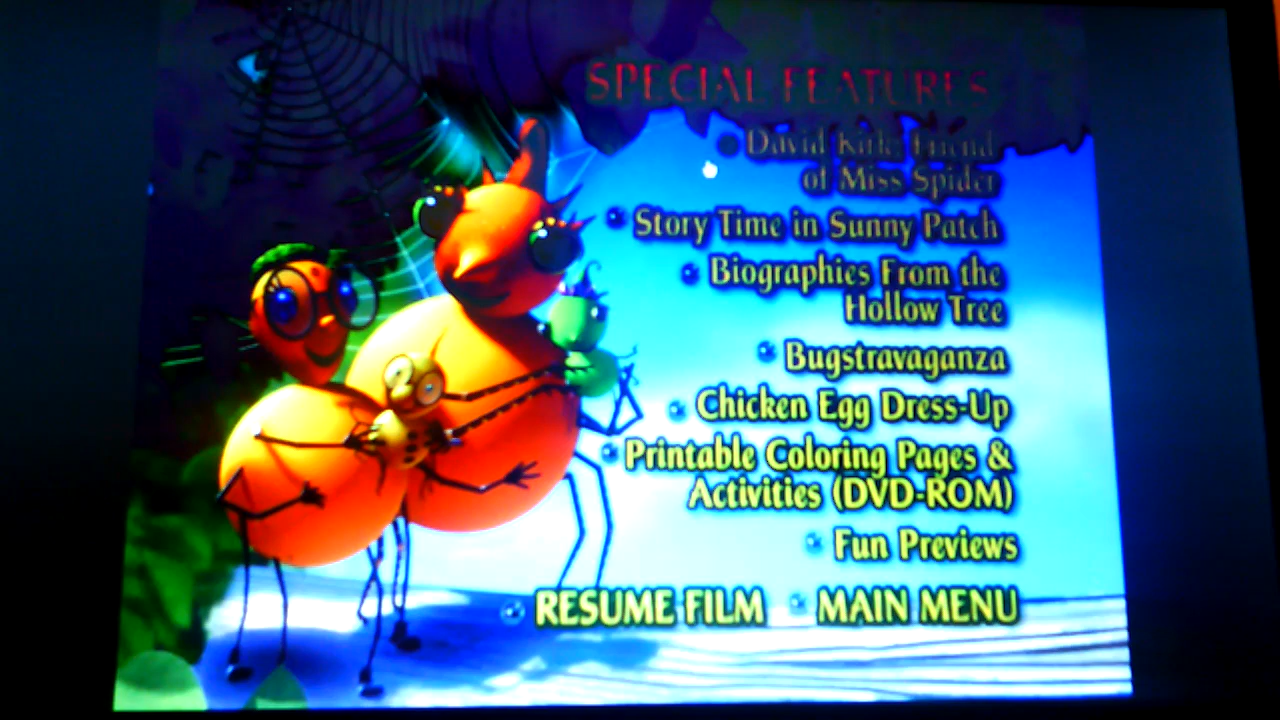 SPECIAL FEATURES
David Kirk, Friend
of Miss Spider
Story Time in Sunny Patch
Biographies From the
Hollow Tree
Bugstravaganza
Chicken Egg Dress-Up
Printable Coloring Pages &
Activities (DVD-ROM)
Fun Previews
RESUME FILM MAIN MENU